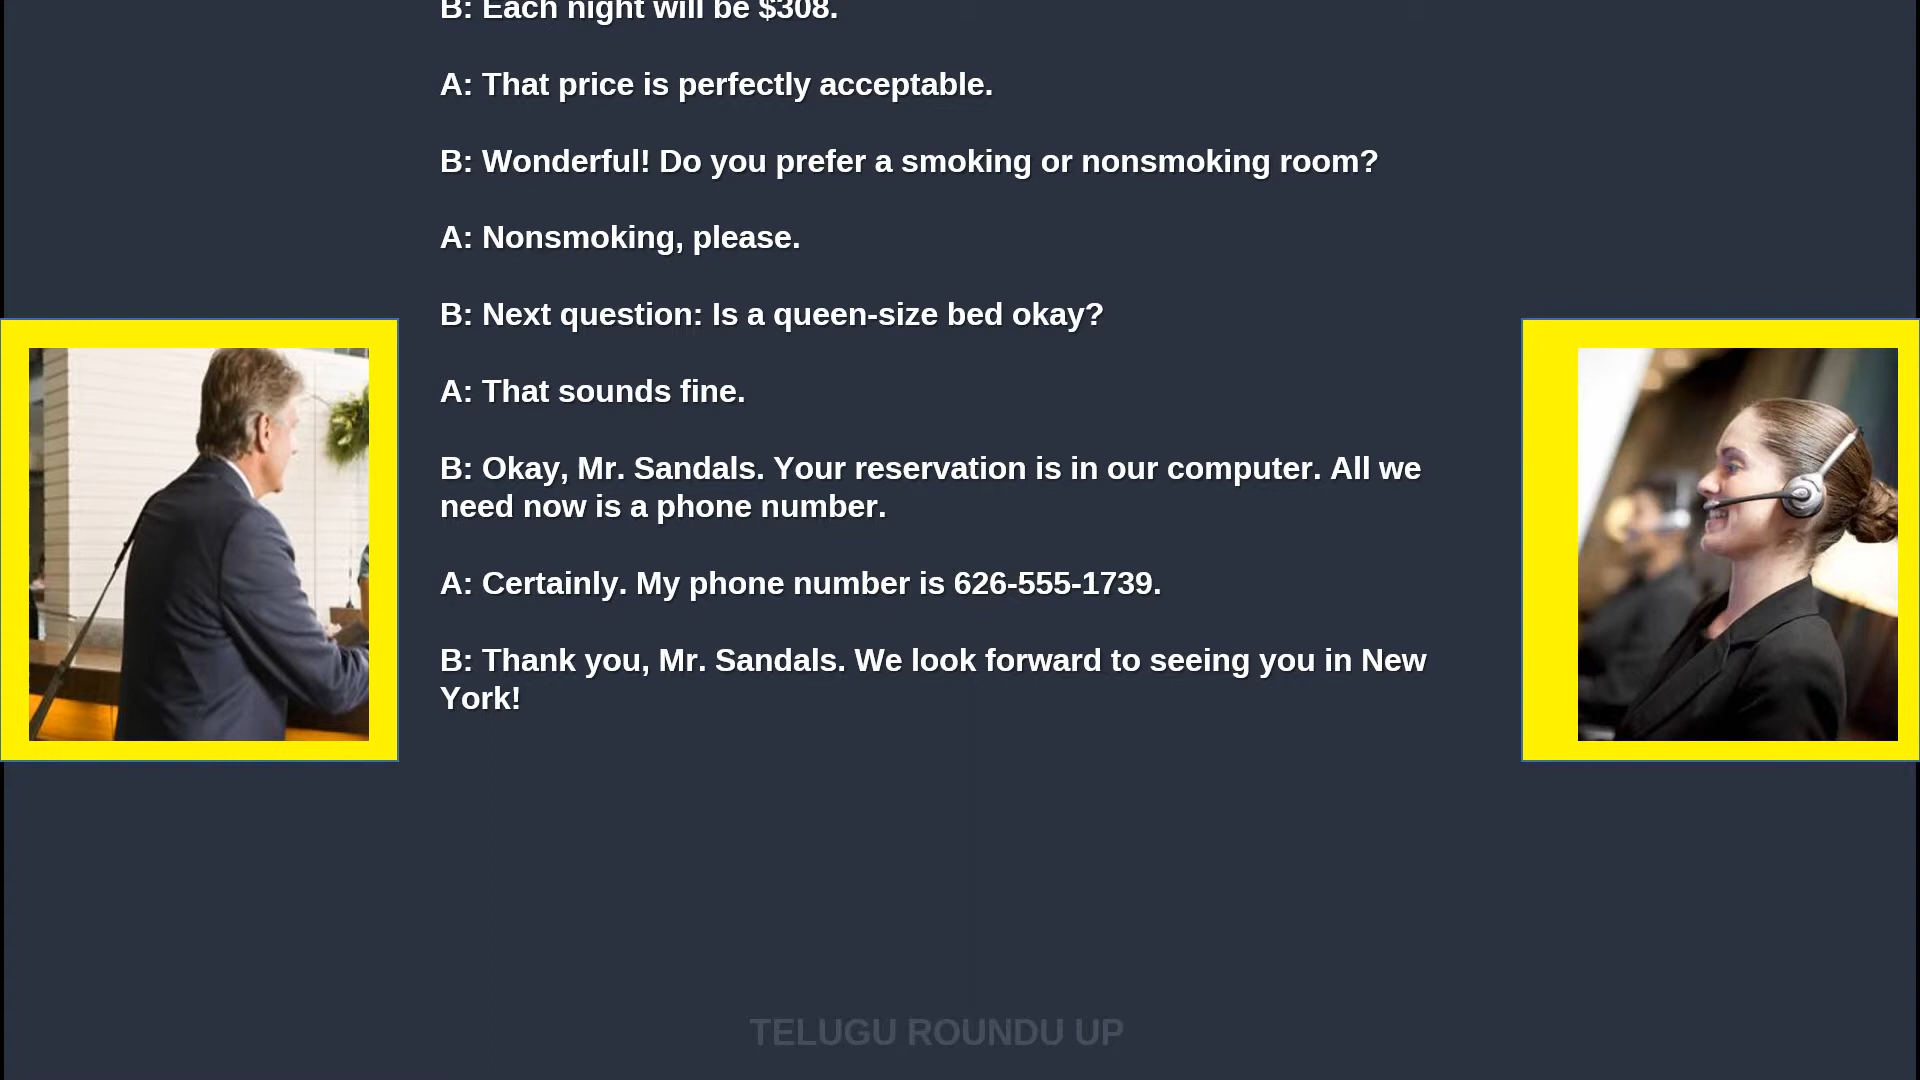 B: Each night will be $308.
A: That price is perfectly acceptable.
B: Wonderful! Do you prefer a smoking or nonsmoking room?
A: Nonsmoking, please.
B: Next question: Is a queen-size bed okay?
A: That sounds fine.
B: Okay, Mr. Sandals. Your reservation is in our computer. All we
need now is a phone number.
A: Certainly. My phone number is 626-555-1739.
B: Thank you, Mr. Sandals. We look forward to seeing you in New
York!
TELUGU ROUNDU UP